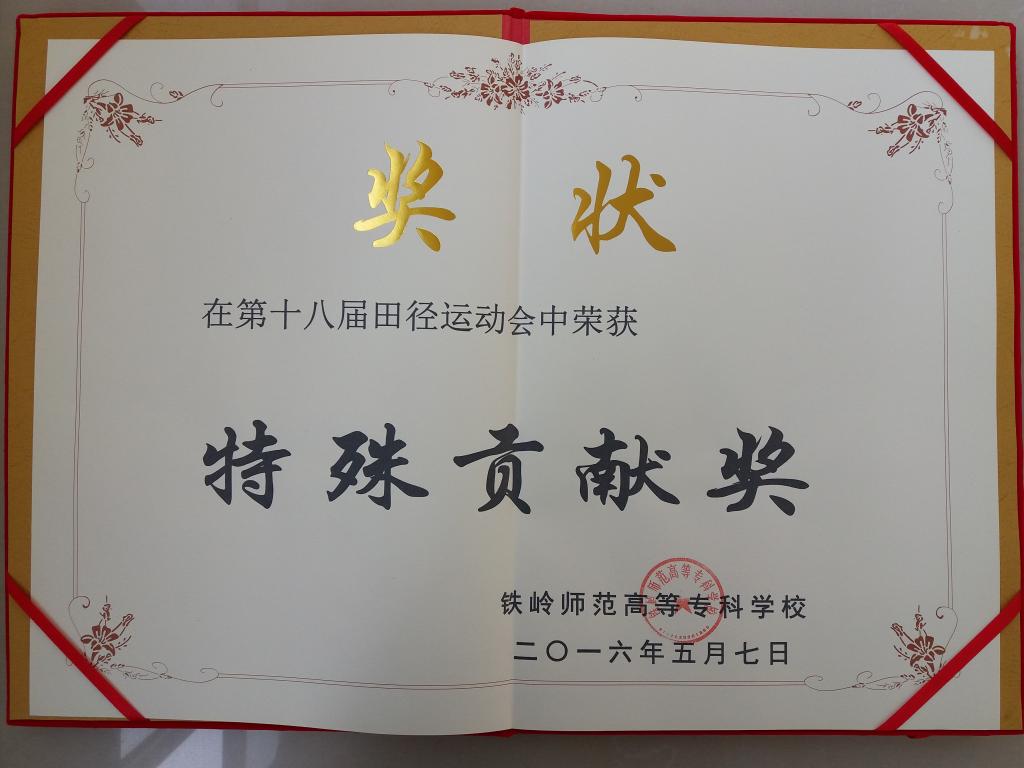 奖状
在第十八届田径运动会中荣获
特殊贡献奖
铁岭师范高等专科学校
二〇一六年五月七日